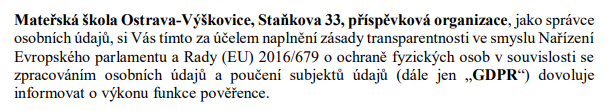 Mateřská škola Ostrava-Výškovice, Staňkova 33, příspěvková organizace, jako správce
osobních údajů, si Vás tímto za účelem naplnění zásady transparentnosti ve smyslu Nařízení
Evropského parlamentu a Rady (EU) 2016/679 o ochraně fyzických osob v souvislosti se
zpracováním osobních údajů a poučení subjektů údajů (dále jen „GDPR“) dovoluje
informovat o výkonu funkce pověřence.